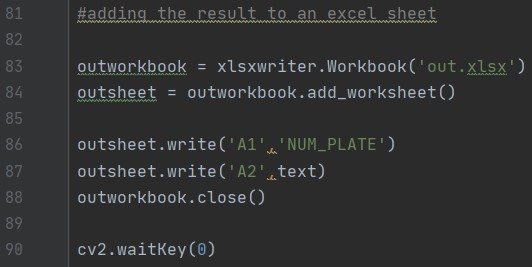 81 #adding the result to an excel sheet
82
83 outworkbook = xlsxwriter.Workbook('out.xlsx')
84 outsheet = outworkbook.add_worksheet()
85
86 outsheet.write('A1','NUM_PLATE')
87 outsheet.write('A2',text)
88 outworkbook.close()
89
90 cv2.waitKey(0)